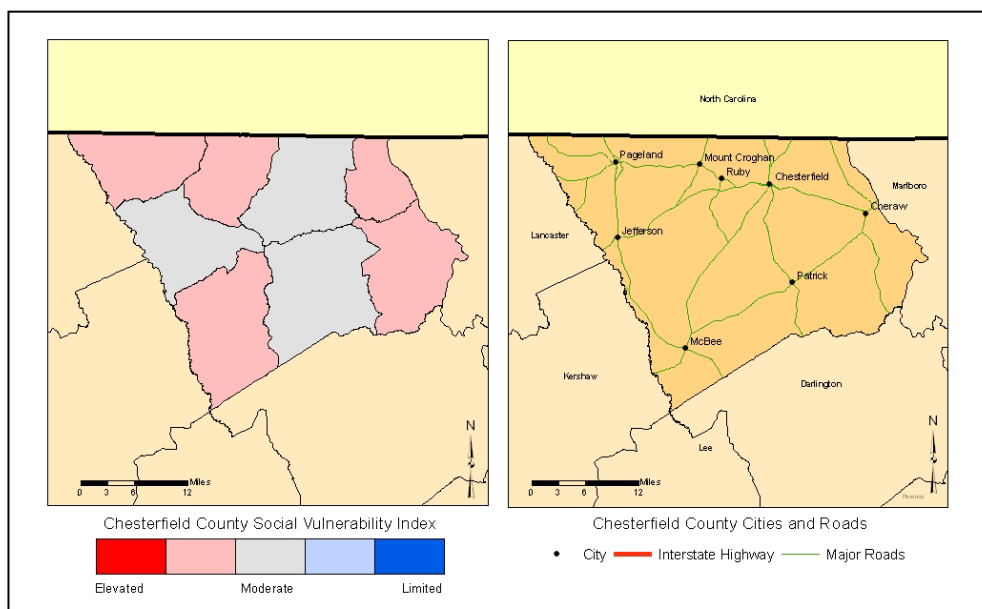 N
Miles
0 3 6 12
Chesterfield County Social Vulnerability Index
Elevated Moderate Limited
North Carolina
Pageland
Mount Croghan
Ruby
Chesterfield
Marlboro
Cheraw
Lancaster
Jefferson
Patrick
McBee
Kershaw
Darlington
N
Lee
Miles
0 3 6 12
Florence
Chesterfield County Cities and Roads
City Interstate Highway Major Roads